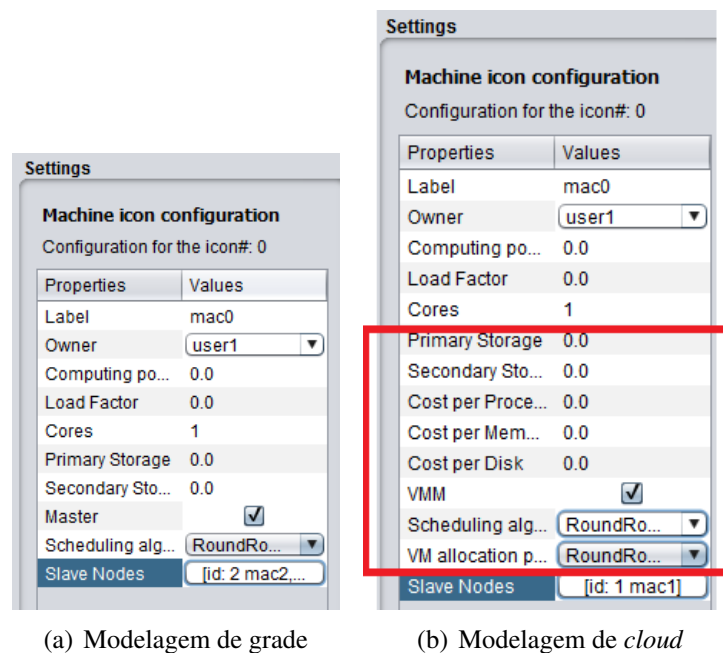 Settings
Machine icon configuration
Configuration for the icon#: 0
Properties Values
Label mac0
Owner user1
Computing po... 0.0
Load Factor 0.0
Cores 1
Primary Storage 0.0
Secondary Sto... 0.0
Master
Scheduling alg... RoundRo...
Slave Nodes [id: 2 mac2,...
(a) Modelagem de grade
Settings
Machine icon configuration
Configuration for the icon#: 0
Properties Values
Label mac0
Owner user1
Computing po... 0.0
Load Factor 0.0
Cores 1
Primary Storage 0.0
Secondary Sto... 0.0
Cost per Proce... 0.0
Cost per Mem... 0.0
Cost per Disk 0.0
VMM
Scheduling alg... RoundRo...
VM allocation p... RoundRo...
Slave Nodes [id: 1 mac1]
(b) Modelagem de cloud